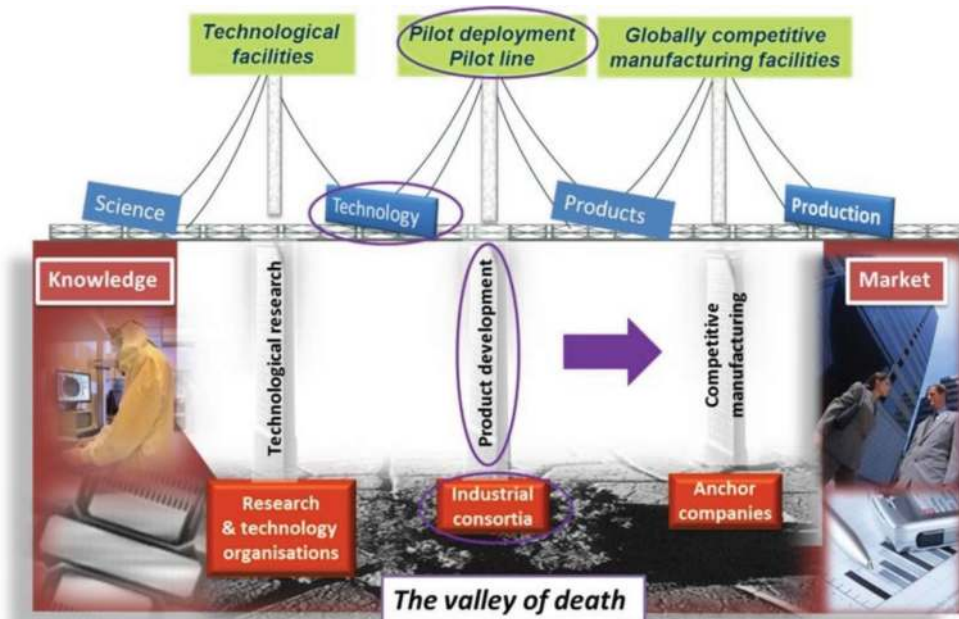 Technological
facilities
Pilot deployment
Pilot line
Globally competitive
manufacturing facilities
Science
Technology
Products
Production
Knowledge
Technological research
Product development
Competitive
manufacturing
Market
Research
& technology
organisations
Industrial
consortia
Anchor
companies
The valley of death